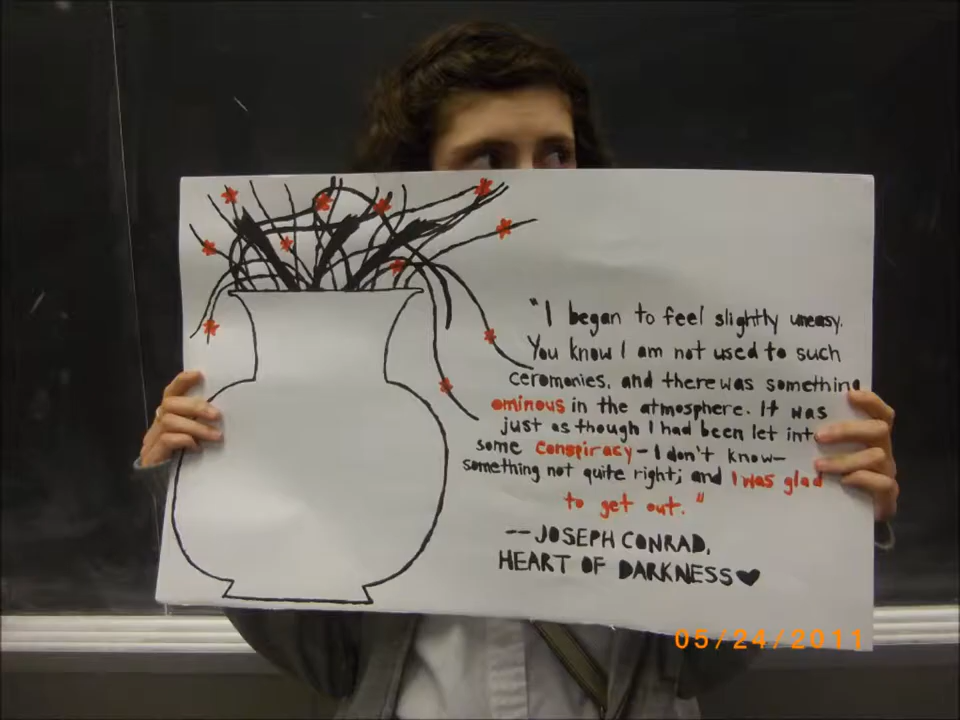 "I began to feel slightly uneasy.
You know I am not used to such
ceremonies, and there was something
ominous in the atmosphere. It was
just as though I had been let into
some conspiracy – I don't know–
something not quite right; and I was glad
to get out."
-- JOSEPH CONRAD,
HEART OF DARKNESS♥
05/24/2011